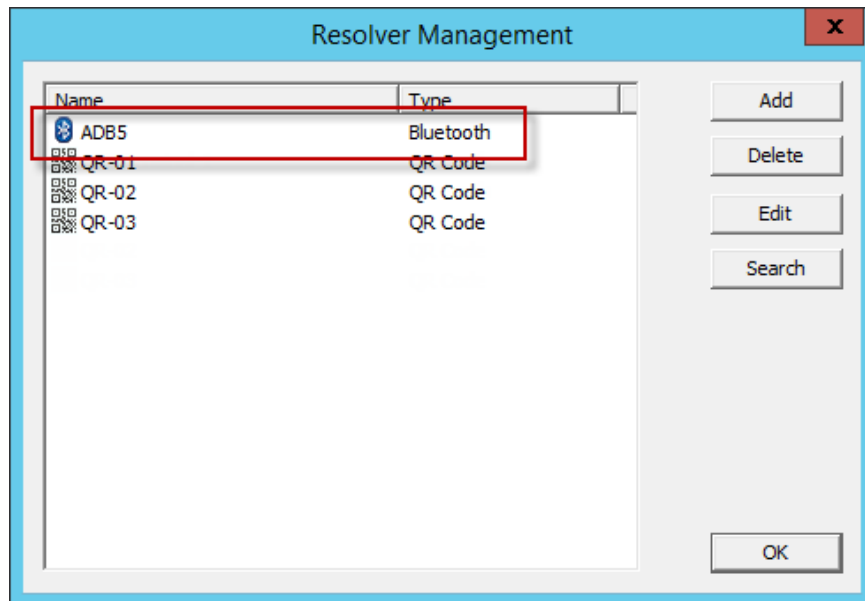 Resolver Management
x
Name Type
ADB5 Bluetooth
QR-01 QR Code
QR-02 QR Code
QR-03 QR Code
Add
Delete
Edit
Search
OK